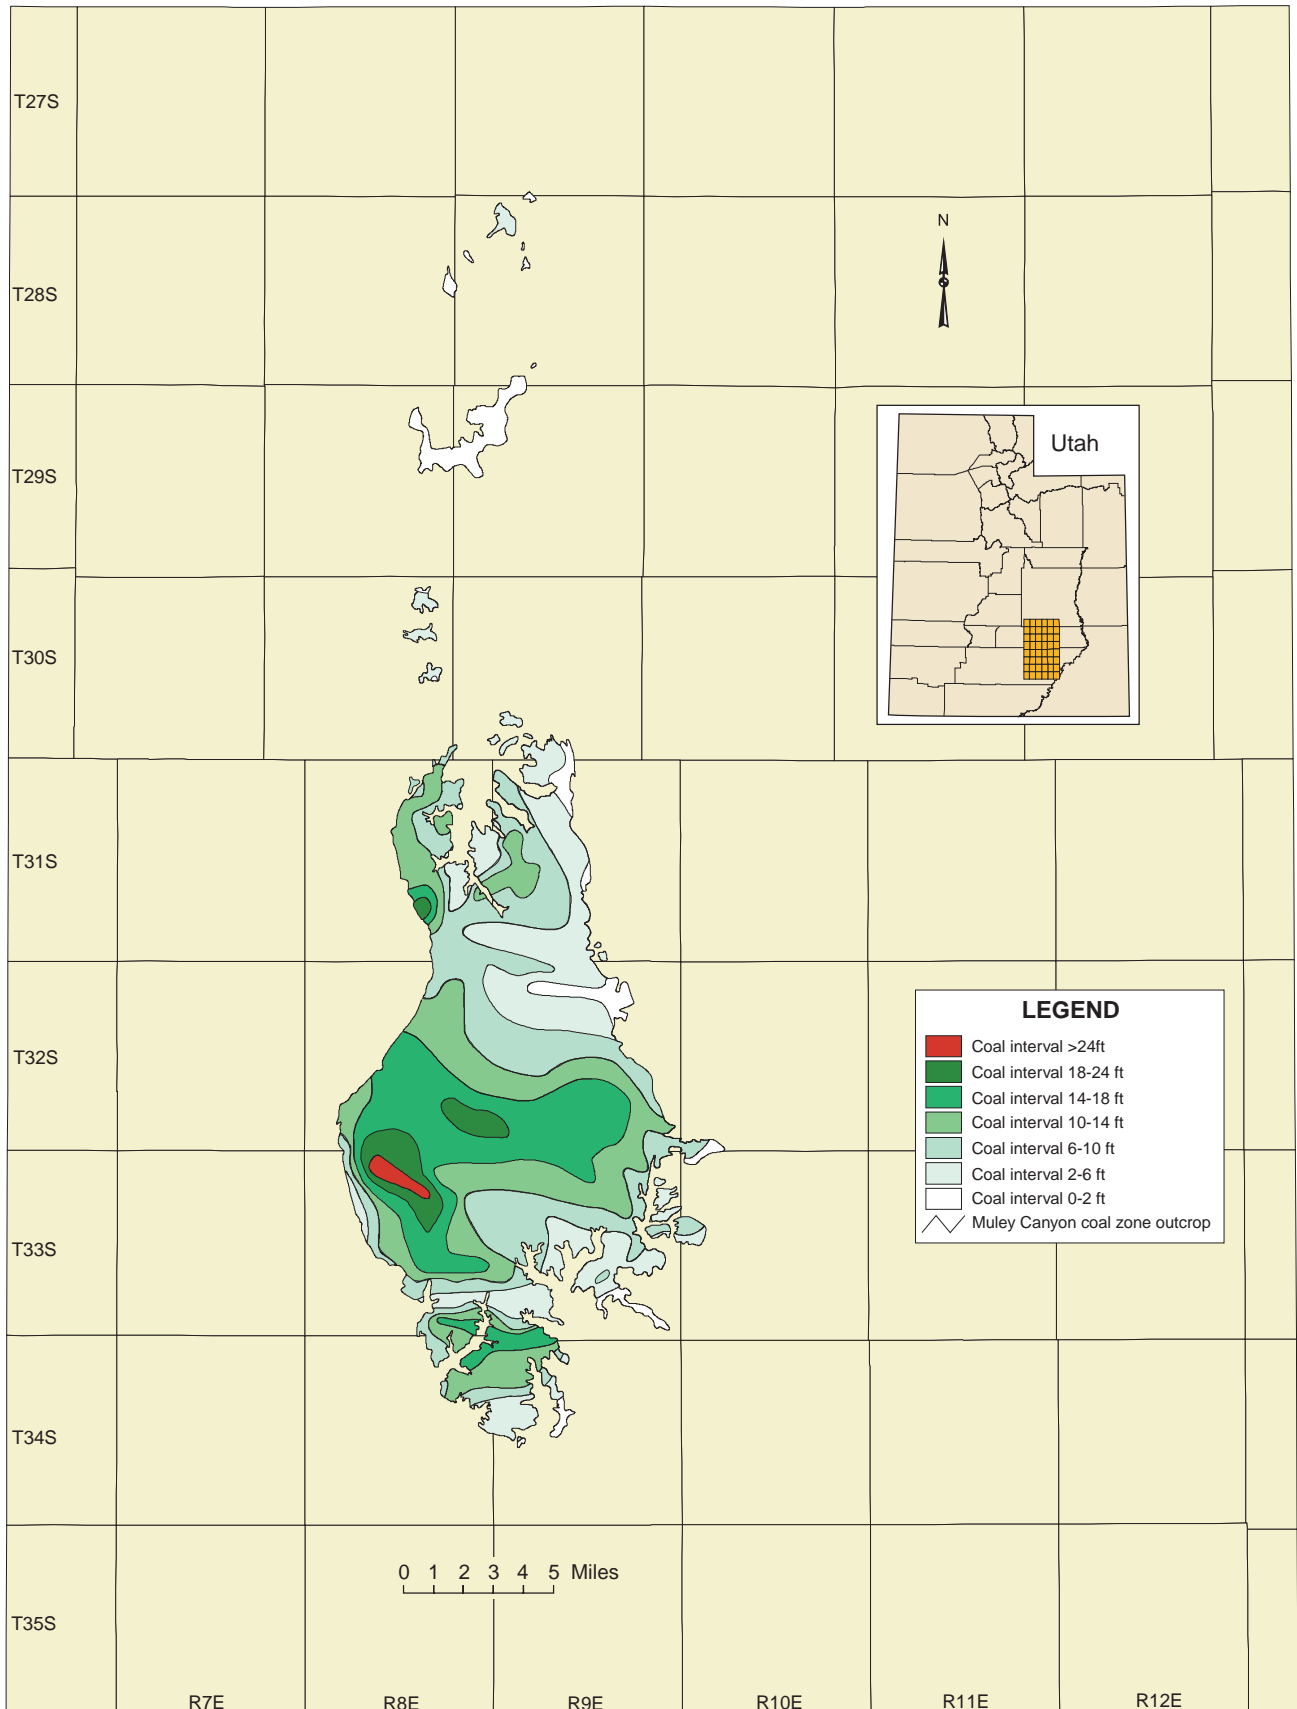 T27S
N
T28S
Utah
T29S
T30S
T31S
LEGEND
Coal interval >24ft
Coal interval 18-24 ft
Coal interval 14-18 ft
Coal interval 10-14 ft
Coal interval 6-10 ft
Coal interval 2-6 ft
Coal interval 0-2 ft
Muley Canyon coal zone outcrop
T32S
T33S
T34S
0 1 2 3 4 5 Miles
T35S
R7E R8E R9E R10E R11E R12E